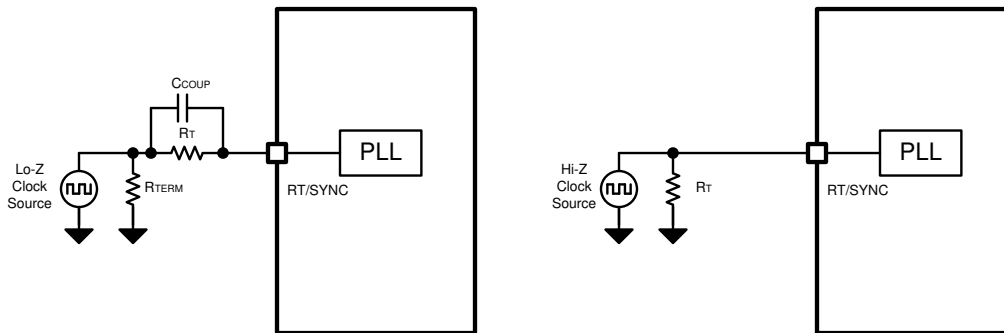 CCOUP
RT
PLL
Lo-Z
Clock
Source
RTERM
RT/SYNC
PLL
Hi-Z
Clock
Source
RT
RT/SYNC